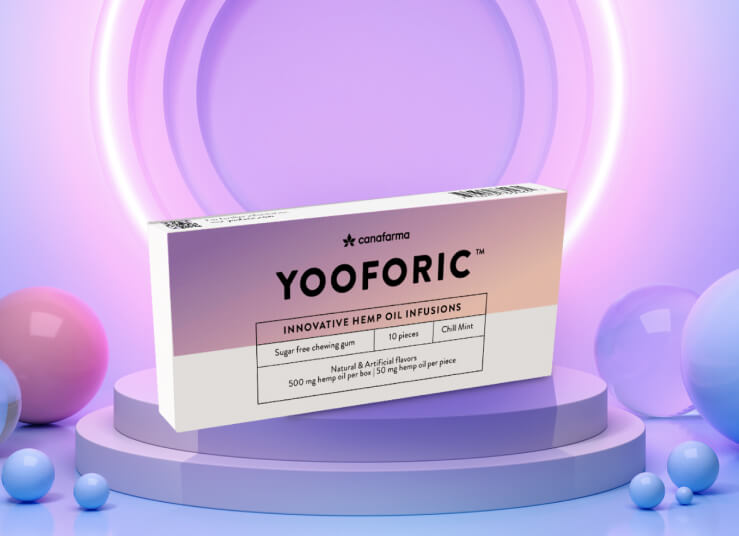 canafarma
YOOFORIC™
INNOVATIVE HEMP OIL INFUSIONS
Sugar free chewing gum
10 pieces
Chill Mint
Natural & Artificial flavors
500 mg hemp oil per box | 50 mg hemp oil per piece